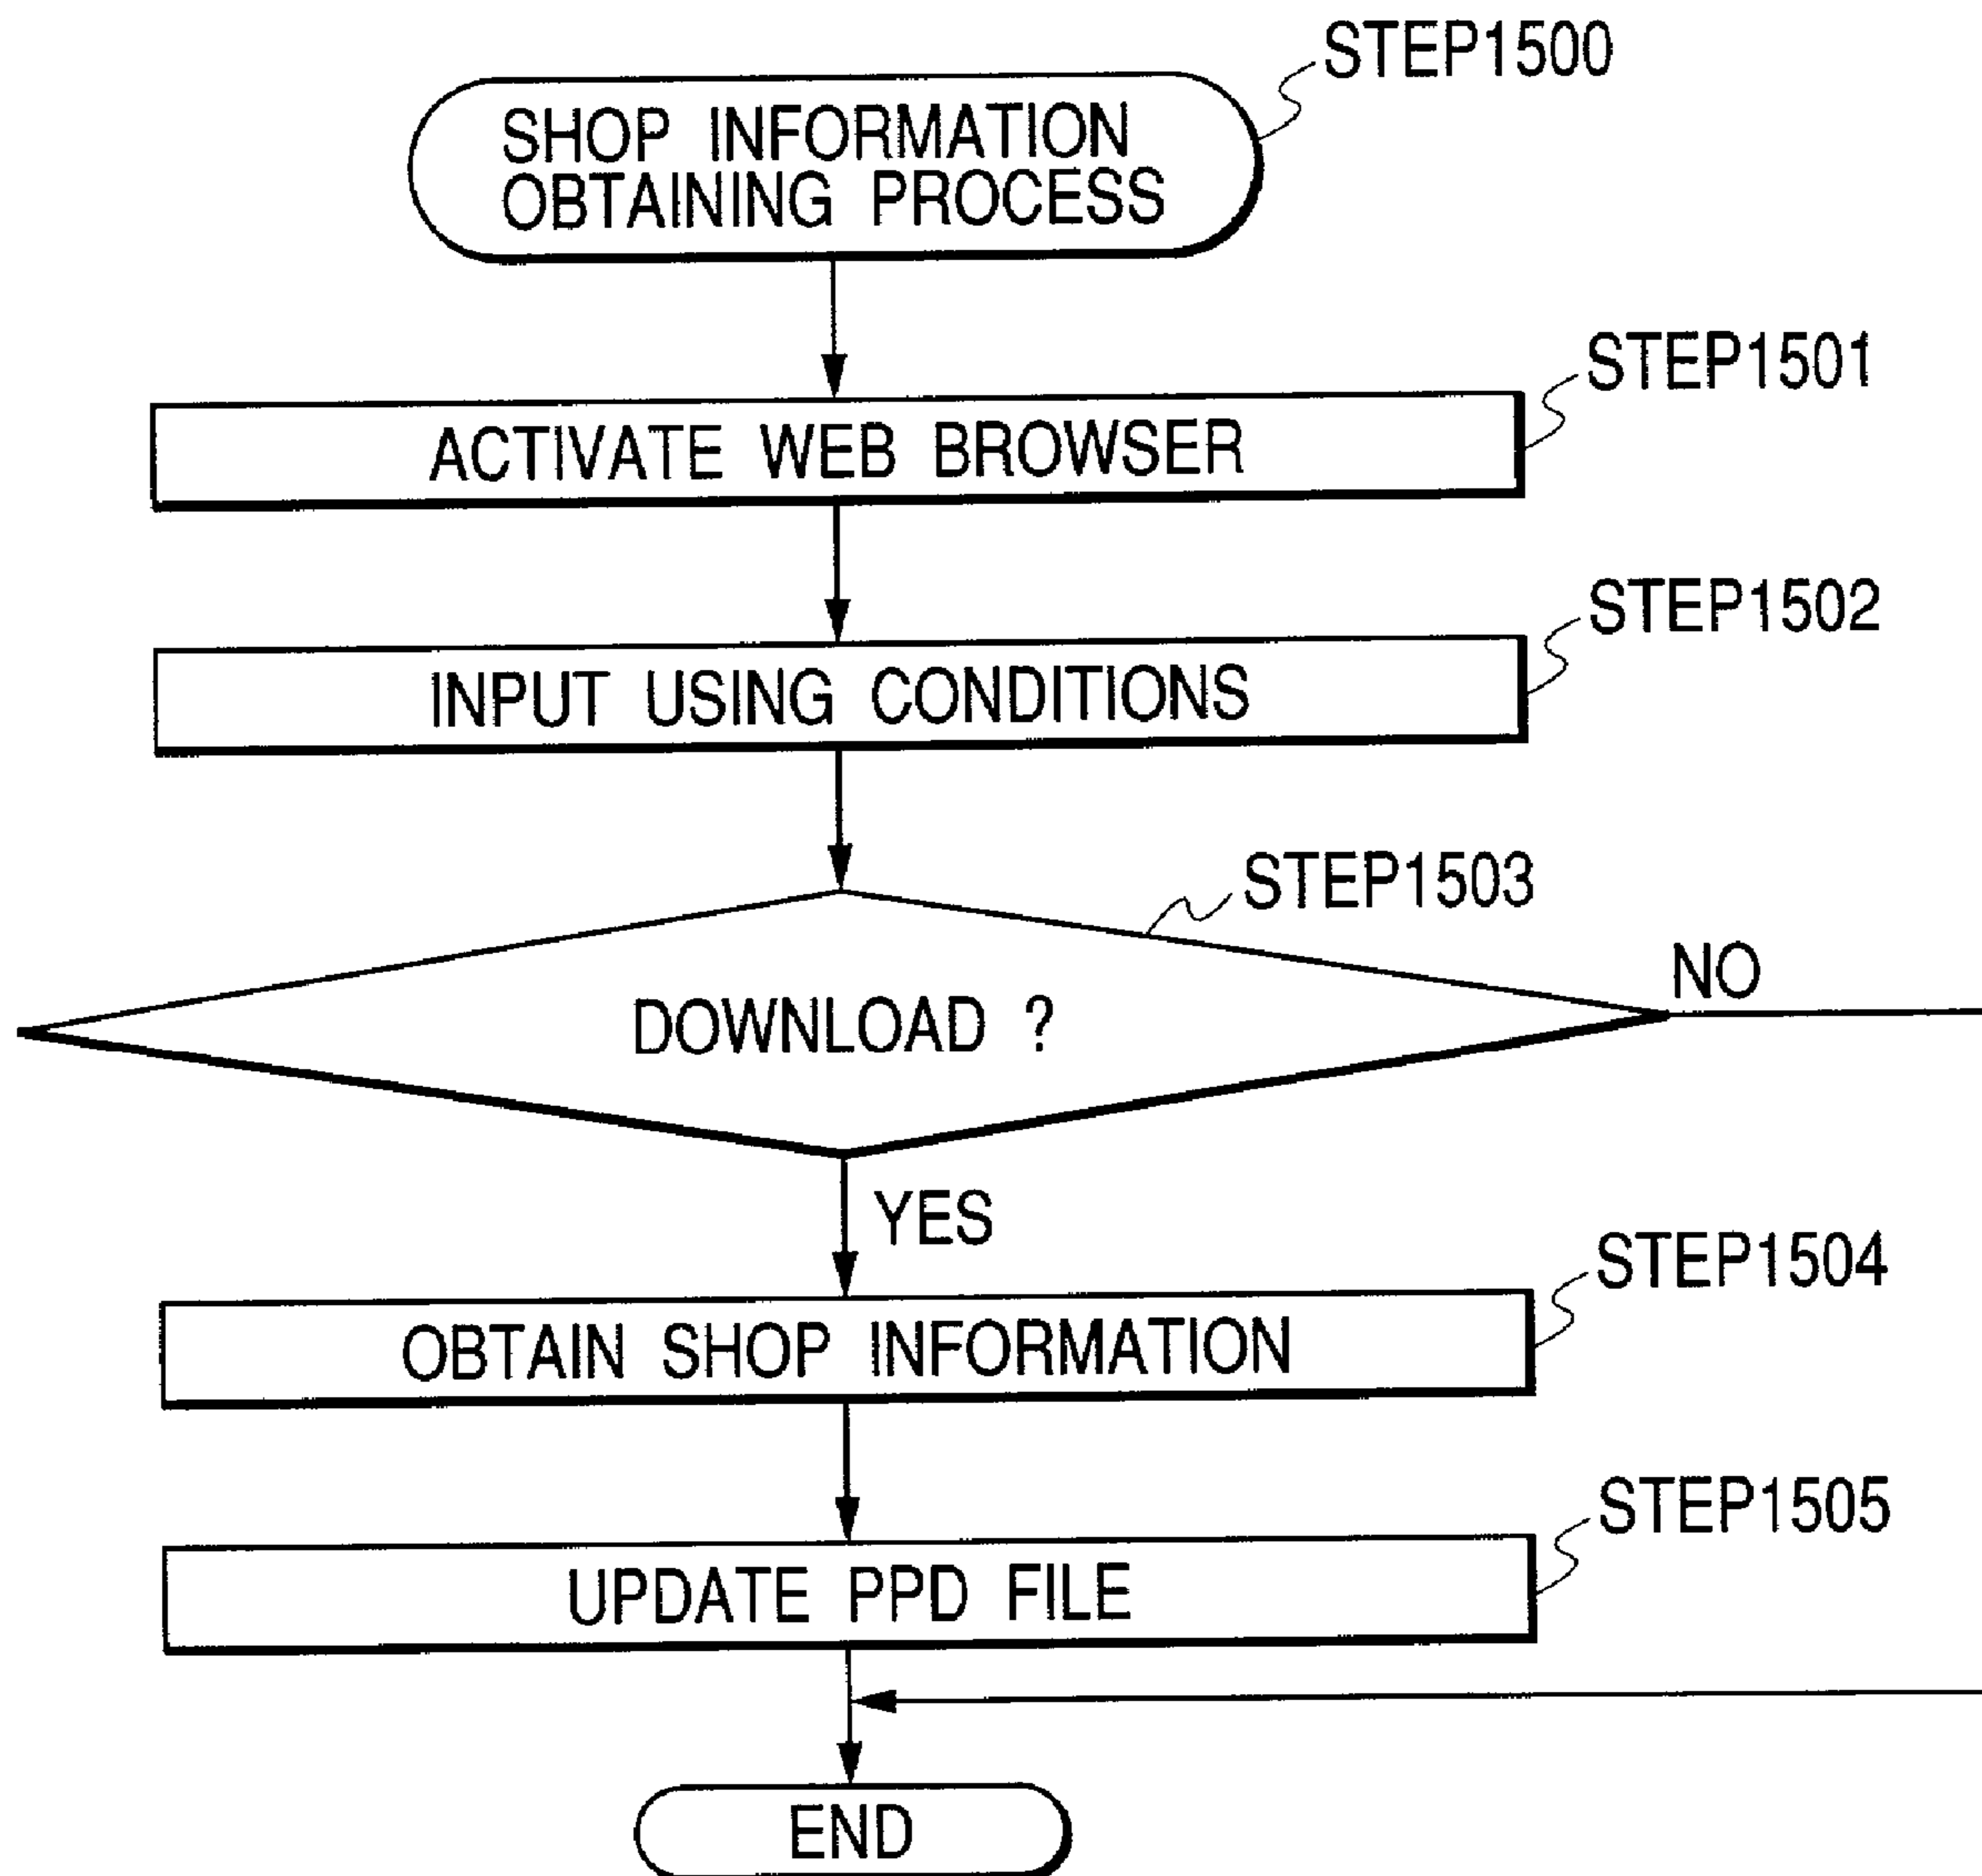 STEP1500
SHOP INFORMATION
OBTAINING PROCESS
STEP1501
ACTIVATE WEB BROWSER
STEP1502
INPUT USING CONDITIONS
STEP1503
NO
DOWNLOAD ?
YES
STEP1504
OBTAIN SHOP INFORMATION
STEP1505
UPDATE PPD FILE
END